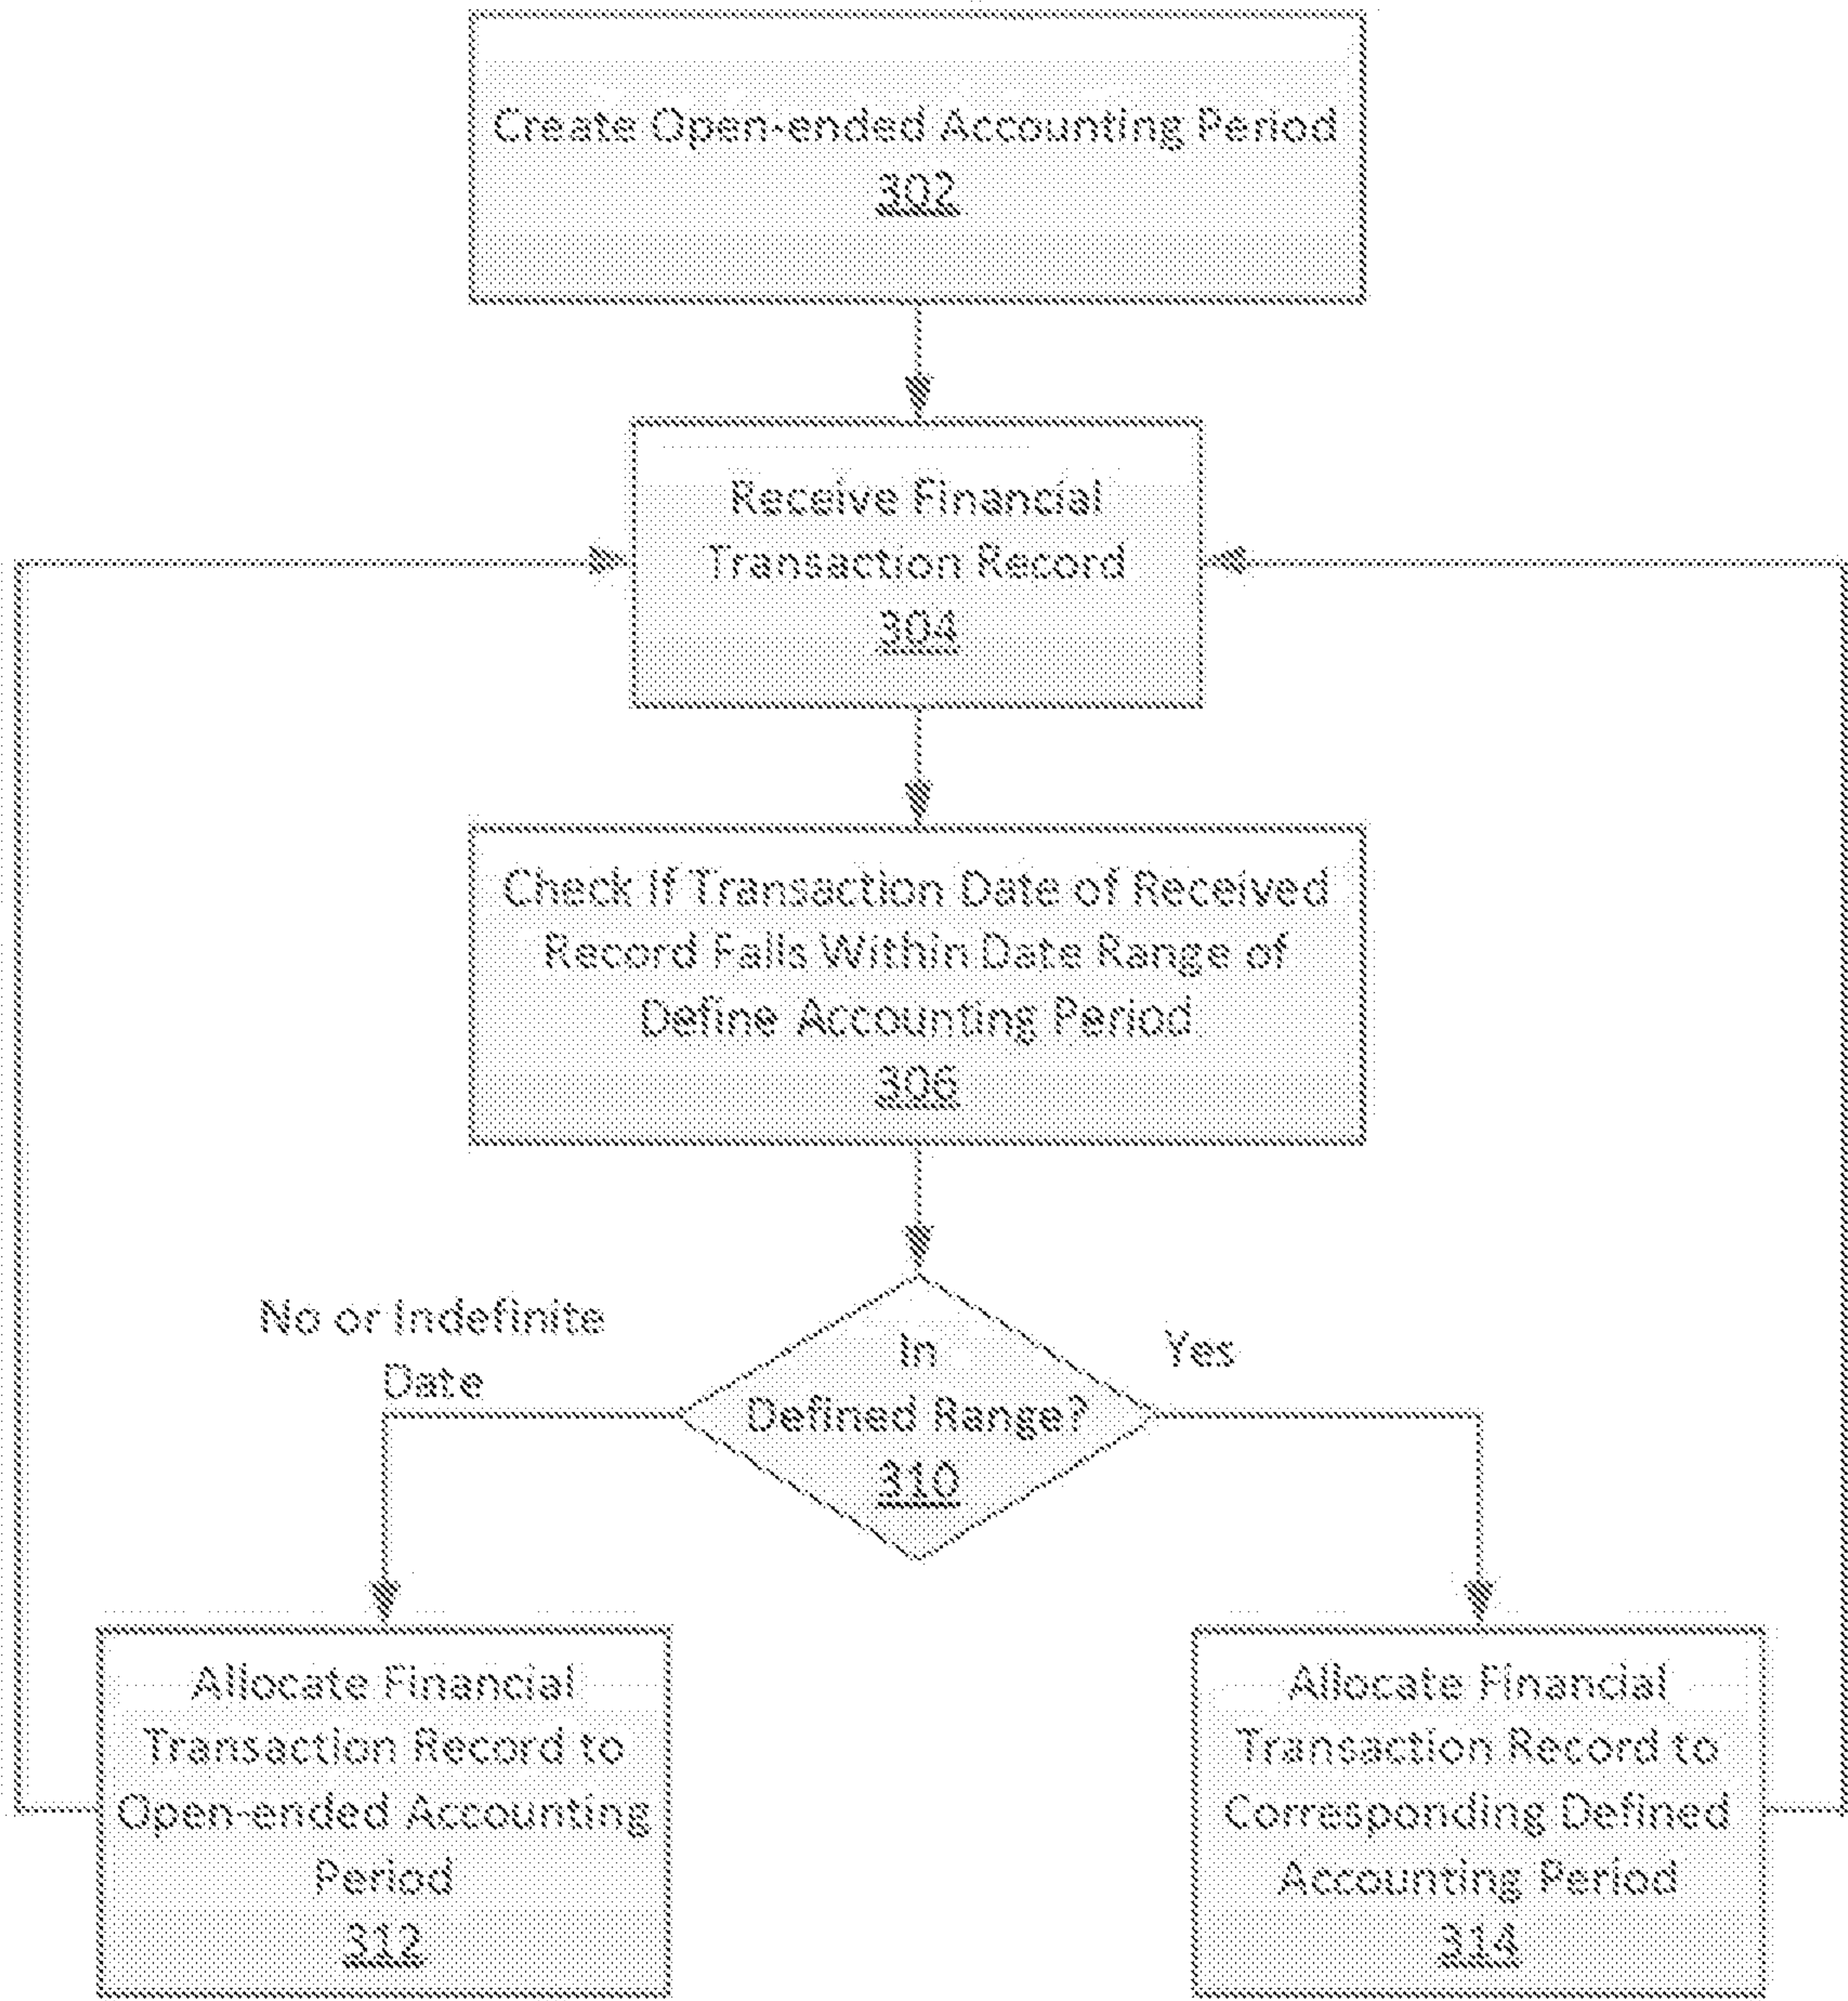 Create Open-ended Accounting Period
302
Receive Financial
Transaction Record
304
Check If Transaction Date of Received
Record Falls Within Date Range of
Define Accounting Period
306
No or Indefinite
Date
In
Defined Range?
310
Yes
Allocate Financial
Transaction Record to
Open-ended Accounting
Period
312
Allocate Financial
Transaction Record to
Corresponding Defined
Accounting Period
314